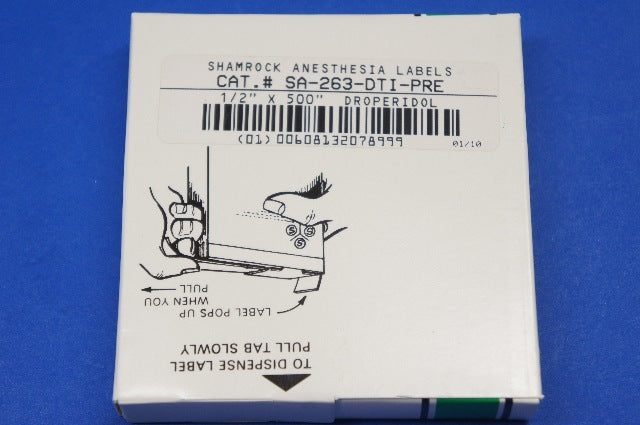 SHAMROCK ANESTHESIA LABELS
CAT.# SA-263-DTI-PRE
1/2" X 500" DROPERIDOL
(01) 00608132078999
01/10
S S S
LABEL POPS UP
WHEN YOU
PULL
TO DISPENSE LABEL
PULL TAB SLOWLY